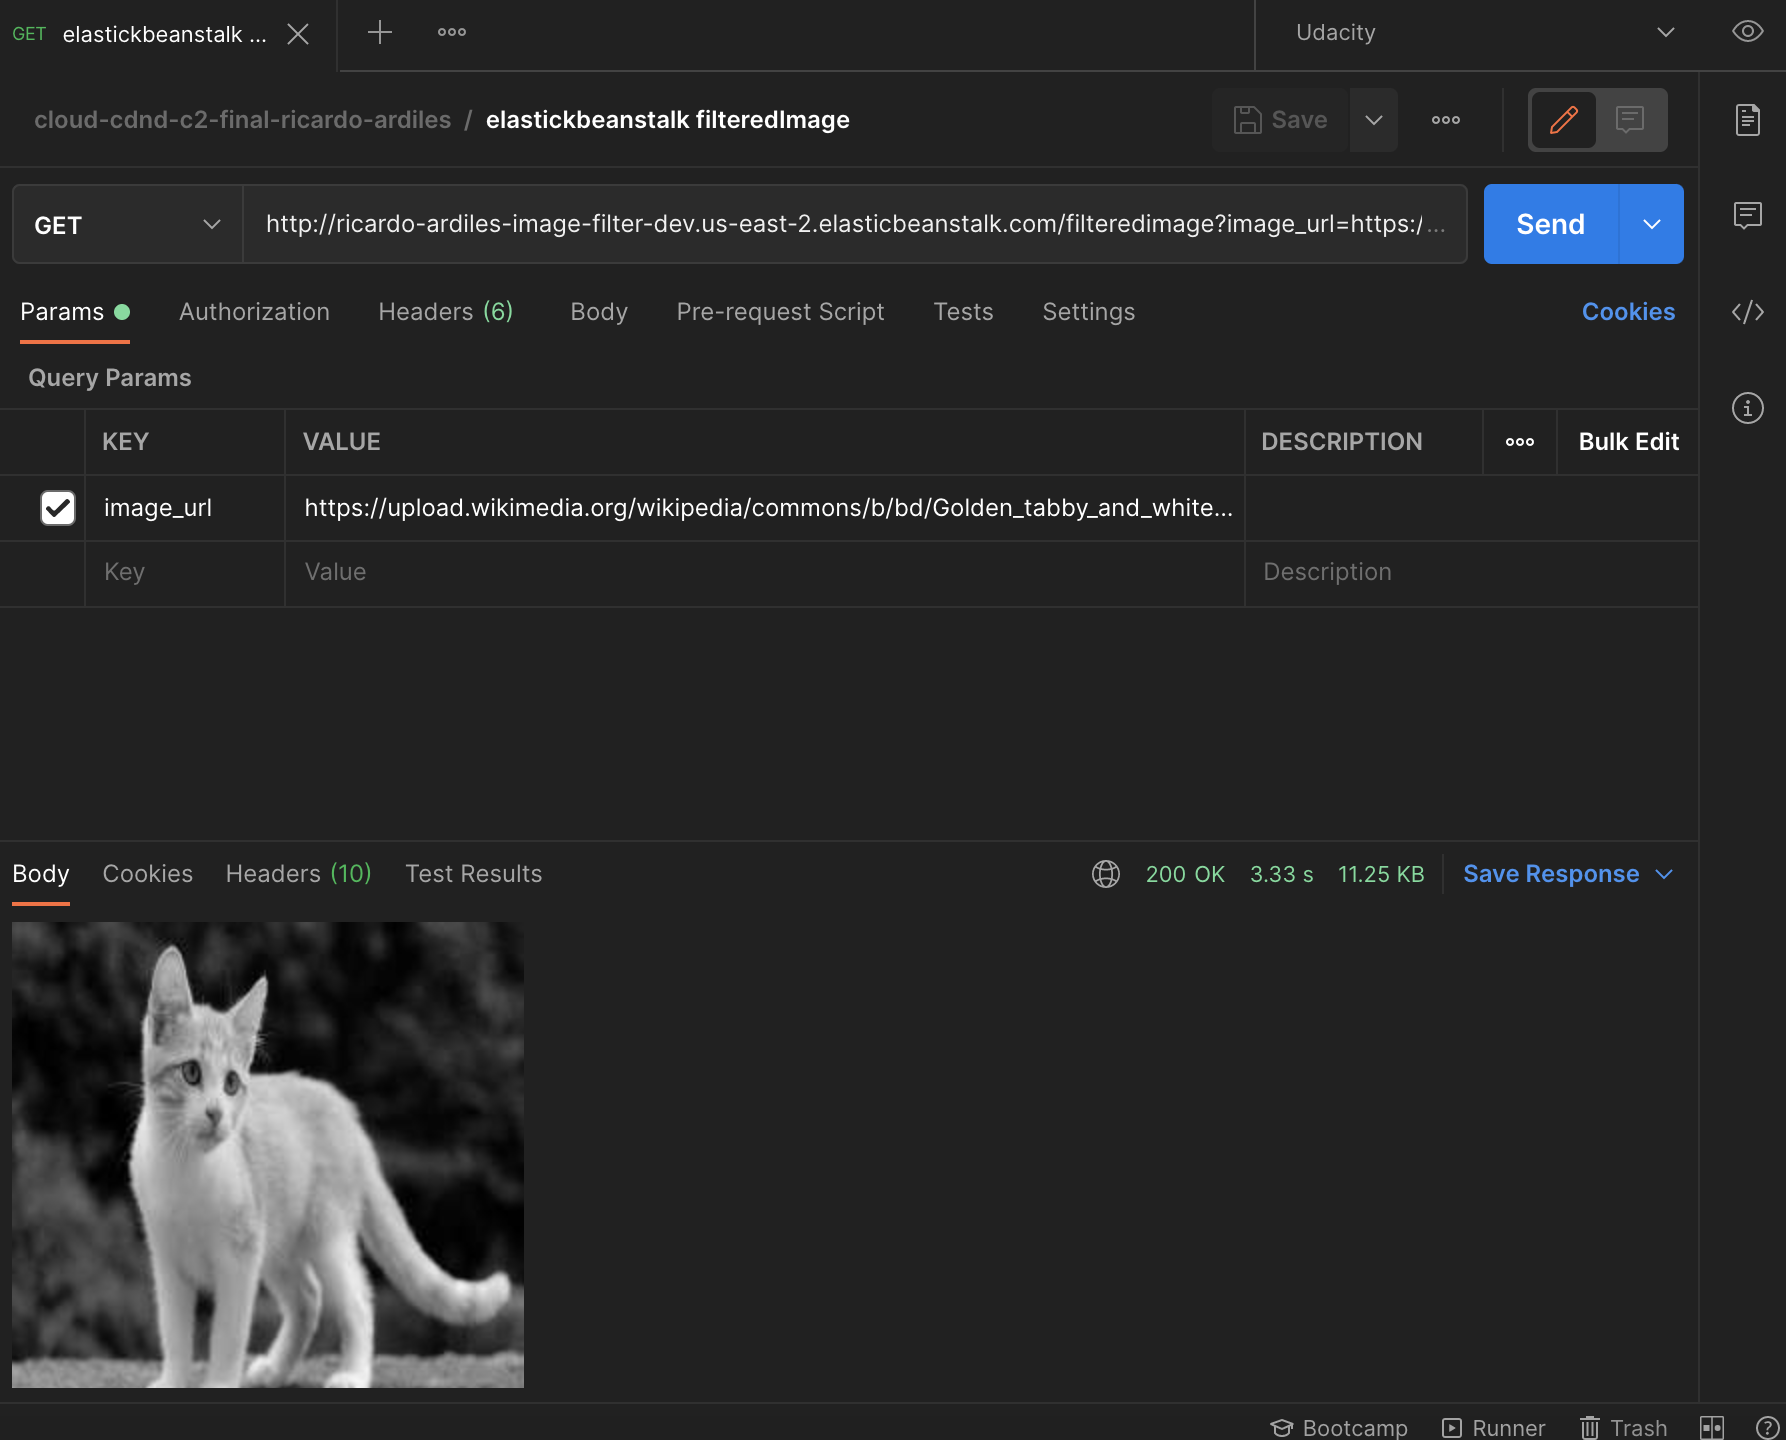 GET elastickbeanstalk ...
Udacity
cloud-cdnd-c2-final-ricardo-ardiles / elastickbeanstalk filteredImage
Save
GET http://ricardo-ardiles-image-filter-dev.us-east-2.elasticbeanstalk.com/filteredimage?image_url=https:/ ...
Send
Params Authorization Headers (6) Body Pre-request Script Tests Settings Cookies
Query Params
KEY VALUE DESCRIPTION Bulk Edit
image_url https://upload.wikimedia.org/wikipedia/commons/b/bd/Golden_tabby_and_white...
Key Value Description
Body Cookies Headers (10) Test Results 200 OK 3.33 s 11.25 KB Save Response
Bootcamp Runner Trash